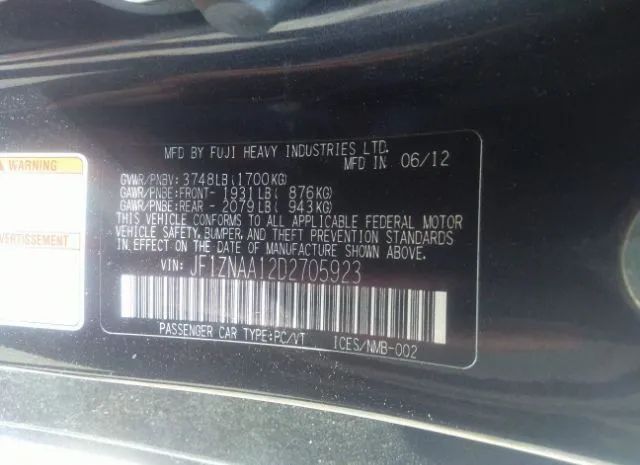 WARNING
AVERTISSEMENT
MFD BY FUJI HEAVY INDUSTRIES LTD.
MFD IN 06/12
GVWR/PNBV: 3748LB(1700KG)
GAWR/PNBE:FRONT- 1931LB( 876KG)
GAWR/PNBE:REAR - 2079LB( 943KG)
THIS VEHICLE CONFORMS TO ALL APPLICABLE FEDERAL MOTOR
VEHICLE SAFETY, BUMPER, AND THEFT PREVENTION STANDARDS
IN EFFECT ON THE DATE OF MANUFACTURE SHOWN ABOVE.
VIN: JF1ZNAA12D2705923
PASSENGER CAR TYPE:PC/VT ICES/NMB-002